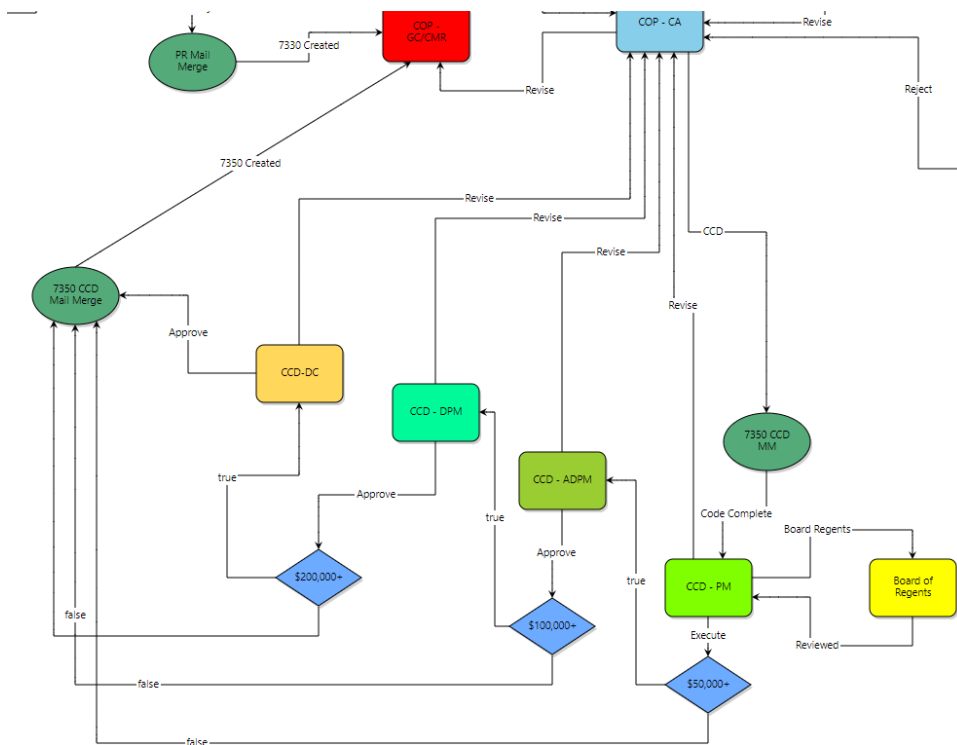 COP -
GC/CMR
COP - CA
Revise
PR Mail
Merge
7330 Created
Revise
Reject
7350 Created
Revise
Revise
CCD
Revise
Revise
7350 CCD
Mail Merge
Approve
CCD-DC
CCD - DPM
7350 CCD
MM
true
CCD - ADPM
Approve
Code Complete
true
Board Regents
Approve
$200,000+
true
CCD - PM
Board of
Regents
false
$100,000+
Execute
Reviewed
false
$50,000+
false